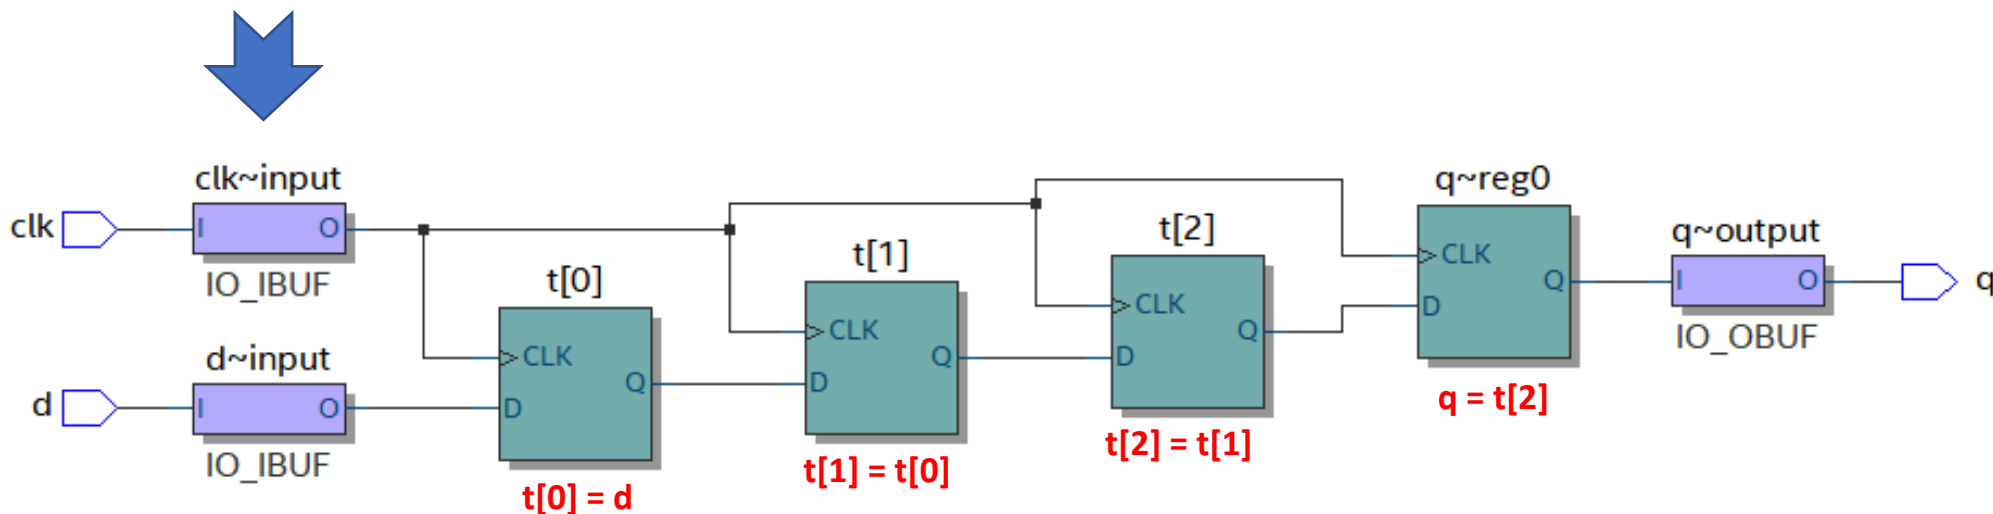 clk
clk~input
I O
IO_IBUF
d
d~input
I O
IO_IBUF
t[0]
CLK
Q
D
t[0] = d
t[1]
CLK
Q
D
t[1] = t[0]
t[2]
CLK
Q
D
t[2] = t[1]
q~reg0
CLK
Q
D
q = t[2]
q~output
I O
IO_OBUF
q